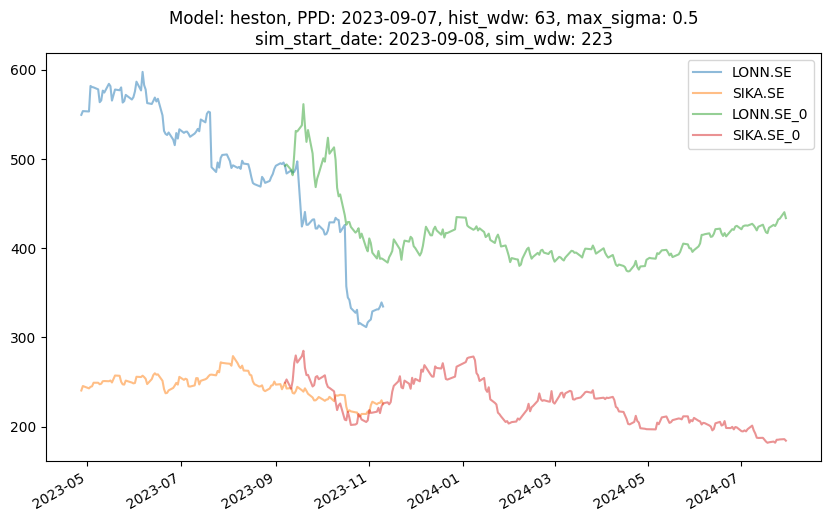 Model: heston, PPD: 2023-09-07, hist_wdw: 63, max_sigma: 0.5
sim_start_date: 2023-09-08, sim_wdw: 223
LONN.SE
SIKA.SE
LONN.SE_0
SIKA.SE_0
600
500
400
300
200
2023-05
2023-07
2023-09
2023-11
2024-01
2024-03
2024-05
2024-07